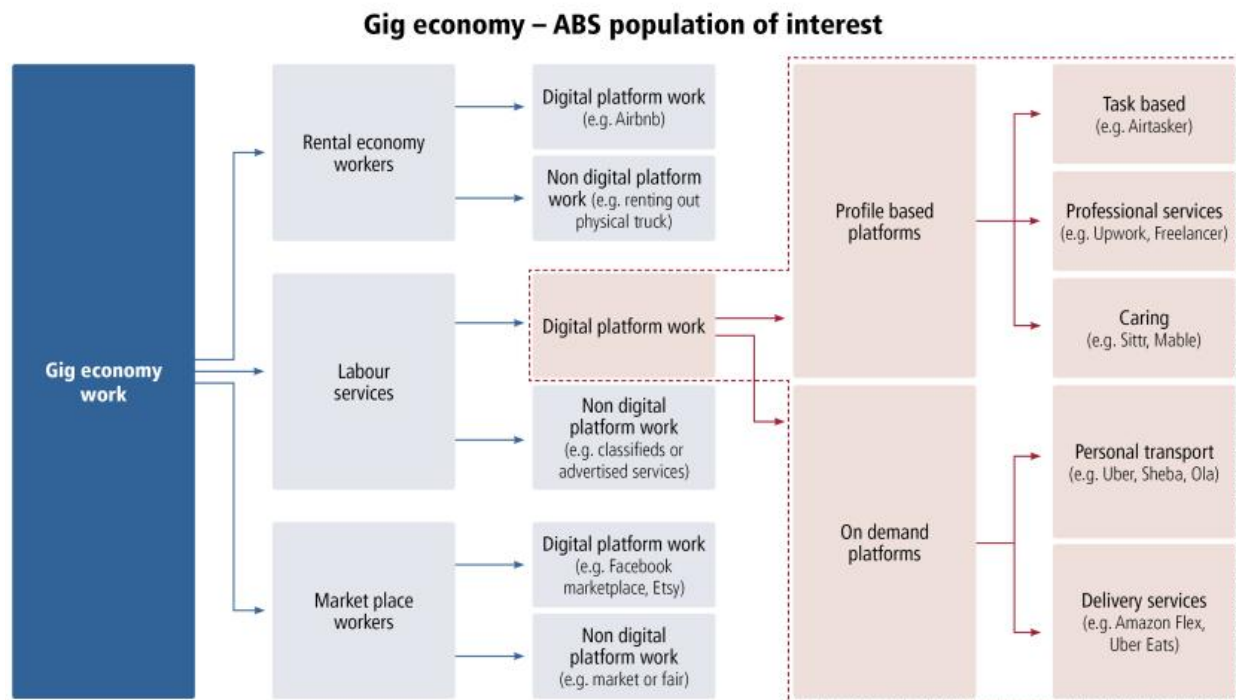 Gig economy – ABS population of interest
Gig economy
work
Rental economy
workers
Labour
services
Market place
workers
Digital platform work
(e.g. Airbnb)
Non digital platform
work (e.g. renting out
physical truck)
Digital platform work
Non digital
platform work
(e.g. classifieds or
advertised services)
Digital platform work
(e.g. Facebook
marketplace, Etsy)
Non digital
platform work
(e.g. market or fair)
Profile based
platforms
On demand
platforms
Task based
(e.g. Airtasker)
Professional services
(e.g. Upwork, Freelancer)
Caring
(e.g. Sittr, Mable)
Personal transport
(e.g. Uber, Sheba, Ola)
Delivery services
(e.g. Amazon Flex,
Uber Eats)